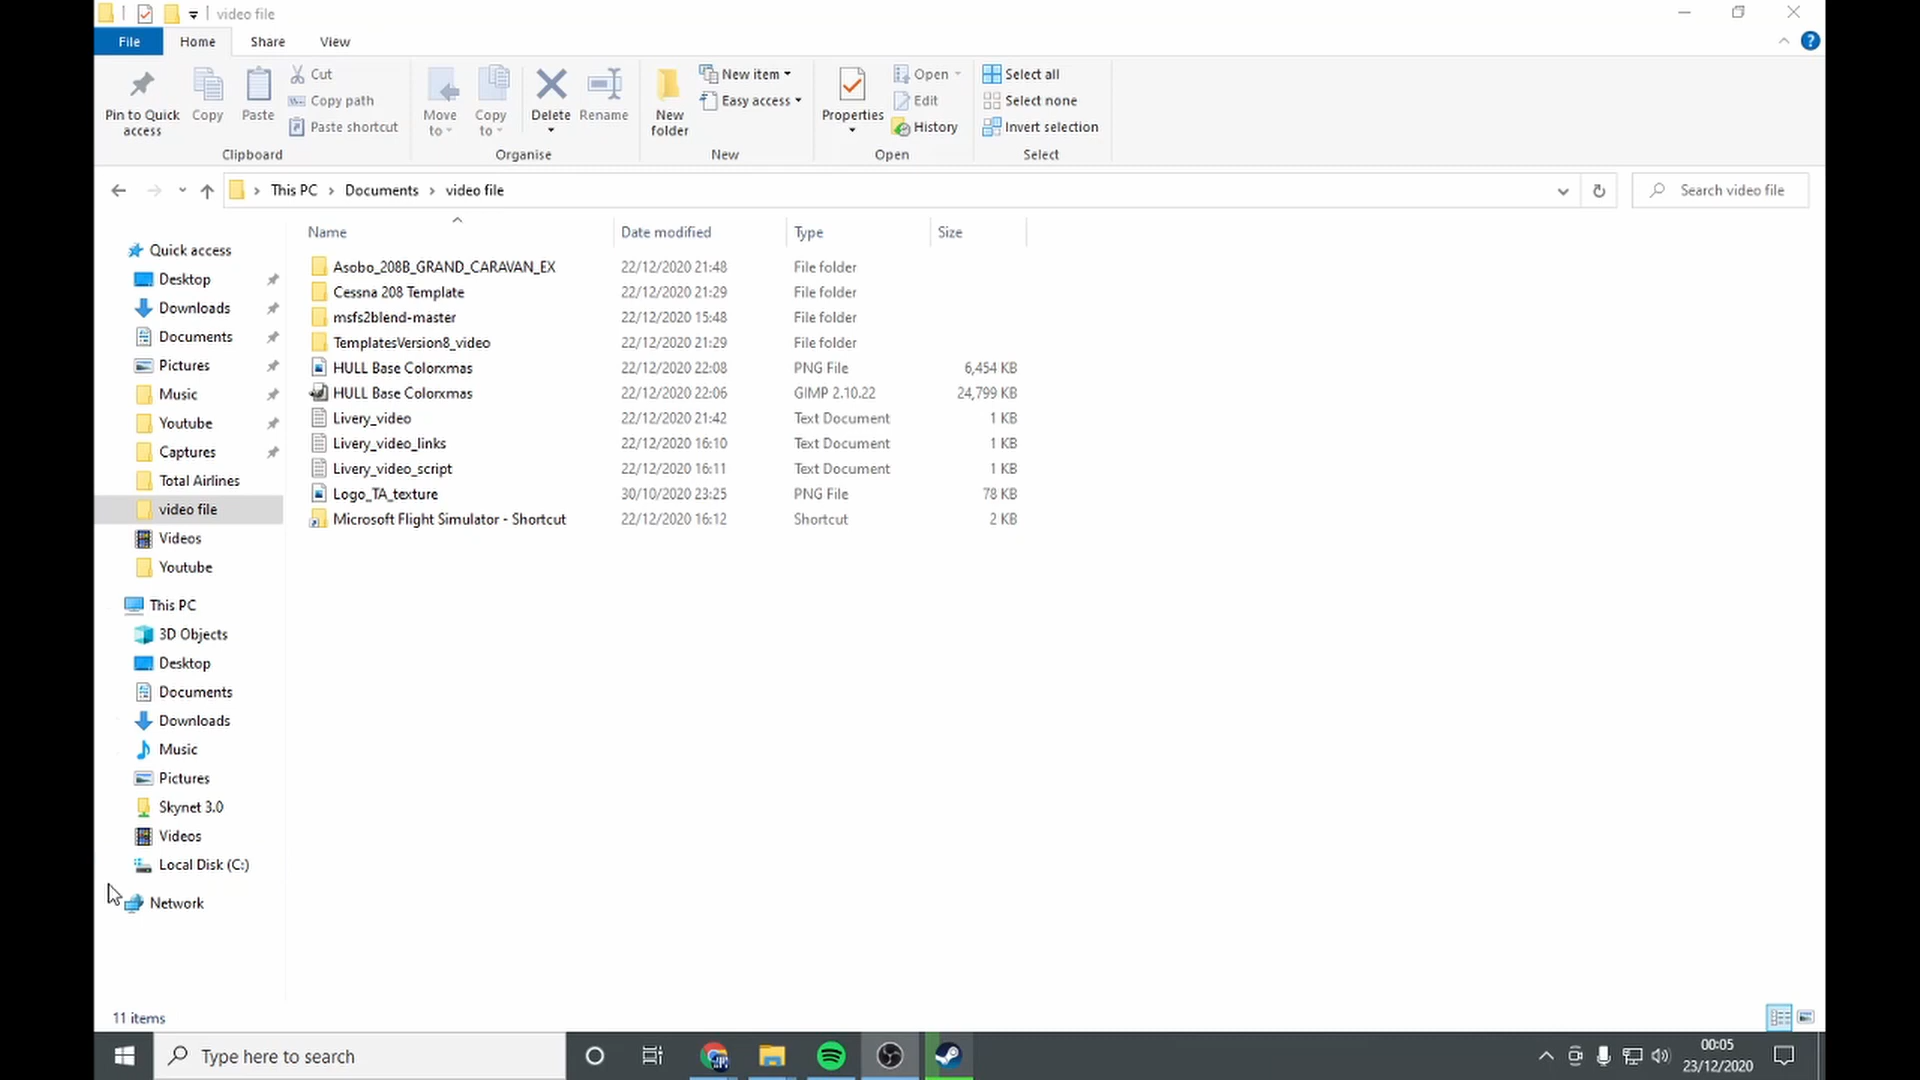 video file
File Home Share View
Pin to Quick access
Copy
Paste
Cut
Copy path
Paste shortcut
Clipboard
Move to
Copy to
Delete
Rename
Organise
New folder
New item
Easy access
New
Properties
Open
Edit
History
Open
Select all
Select none
Invert selection
Select
This PC > Documents > video file
Search video file
Name Date modified Type Size
Asobo_208B_GRAND_CARAVAN_EX 22/12/2020 21:48 File folder
Cessna 208 Template 22/12/2020 21:29 File folder
msfs2blend-master 22/12/2020 15:48 File folder
TemplatesVersion8_video 22/12/2020 21:29 File folder
HULL Base Colorxmas 22/12/2020 22:08 PNG File 6,454 KB
HULL Base Colorxmas 22/12/2020 22:06 GIMP 2.10.22 24,799 KB
Livery_video 22/12/2020 21:42 Text Document 1 KB
Livery_video_links 22/12/2020 16:10 Text Document 1 KB
Livery_video_script 22/12/2020 16:11 Text Document 1 KB
Logo_TA_texture 30/10/2020 23:25 PNG File 78 KB
Microsoft Flight Simulator - Shortcut 22/12/2020 16:12 Shortcut 2 KB
Quick access
Desktop
Downloads
Documents
Pictures
Music
Youtube
Captures
Total Airlines
video file
Videos
Youtube
This PC
3D Objects
Desktop
Documents
Downloads
Music
Pictures
Skynet 3.0
Videos
Local Disk (C:)
Network
11 items
Type here to search
00:05
23/12/2020